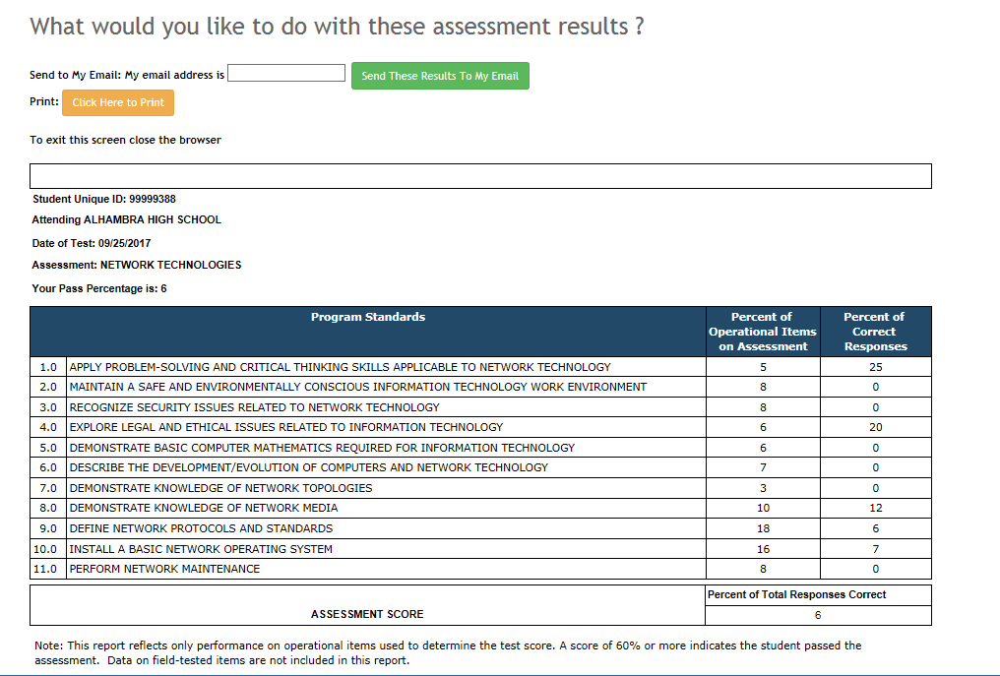 What would you like to do with these assessment results ?
Send to My Email: My email address is Send These Results To My Email
Print: Click Here to Print
To exit this screen close the browser
Student Unique ID: 99999388
Attending ALHAMBRA HIGH SCHOOL
Date of Test: 09/25/2017
Assessment: NETWORK TECHNOLOGIES
Your Pass Percentage is: 6
Program Standards Percent of Operational Items on Assessment Percent of Correct Responses
1.0 APPLY PROBLEM-SOLVING AND CRITICAL THINKING SKILLS APPLICABLE TO NETWORK TECHNOLOGY 5 25
2.0 MAINTAIN A SAFE AND ENVIRONMENTALLY CONSCIOUS INFORMATION TECHNOLOGY WORK ENVIRONMENT 8 0
3.0 RECOGNIZE SECURITY ISSUES RELATED TO NETWORK TECHNOLOGY 8 0
4.0 EXPLORE LEGAL AND ETHICAL ISSUES RELATED TO INFORMATION TECHNOLOGY 6 20
5.0 DEMONSTRATE BASIC COMPUTER MATHEMATICS REQUIRED FOR INFORMATION TECHNOLOGY 6 0
6.0 DESCRIBE THE DEVELOPMENT/EVOLUTION OF COMPUTERS AND NETWORK TECHNOLOGY 7 0
7.0 DEMONSTRATE KNOWLEDGE OF NETWORK TOPOLOGIES 3 0
8.0 DEMONSTRATE KNOWLEDGE OF NETWORK MEDIA 10 12
9.0 DEFINE NETWORK PROTOCOLS AND STANDARDS 18 6
10.0 INSTALL A BASIC NETWORK OPERATING SYSTEM 16 7
11.0 PERFORM NETWORK MAINTENANCE 8 0
Percent of Total Responses Correct
ASSESSMENT SCORE 6
Note: This report reflects only performance on operational items used to determine the test score. A score of 60% or more indicates the student passed the
assessment. Data on field-tested items are not included in this report.